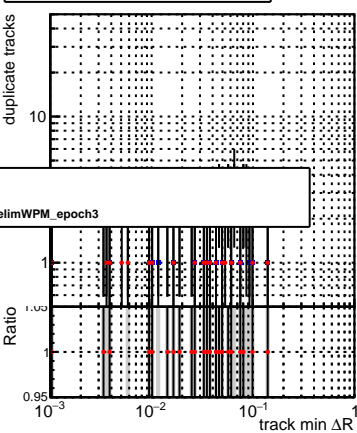 duplicate tracks
10
elimWPM_epoch3
1
1.05
Ratio
1
0.95
10⁻³ 10⁻² 10⁻¹ 1
track min ΔR